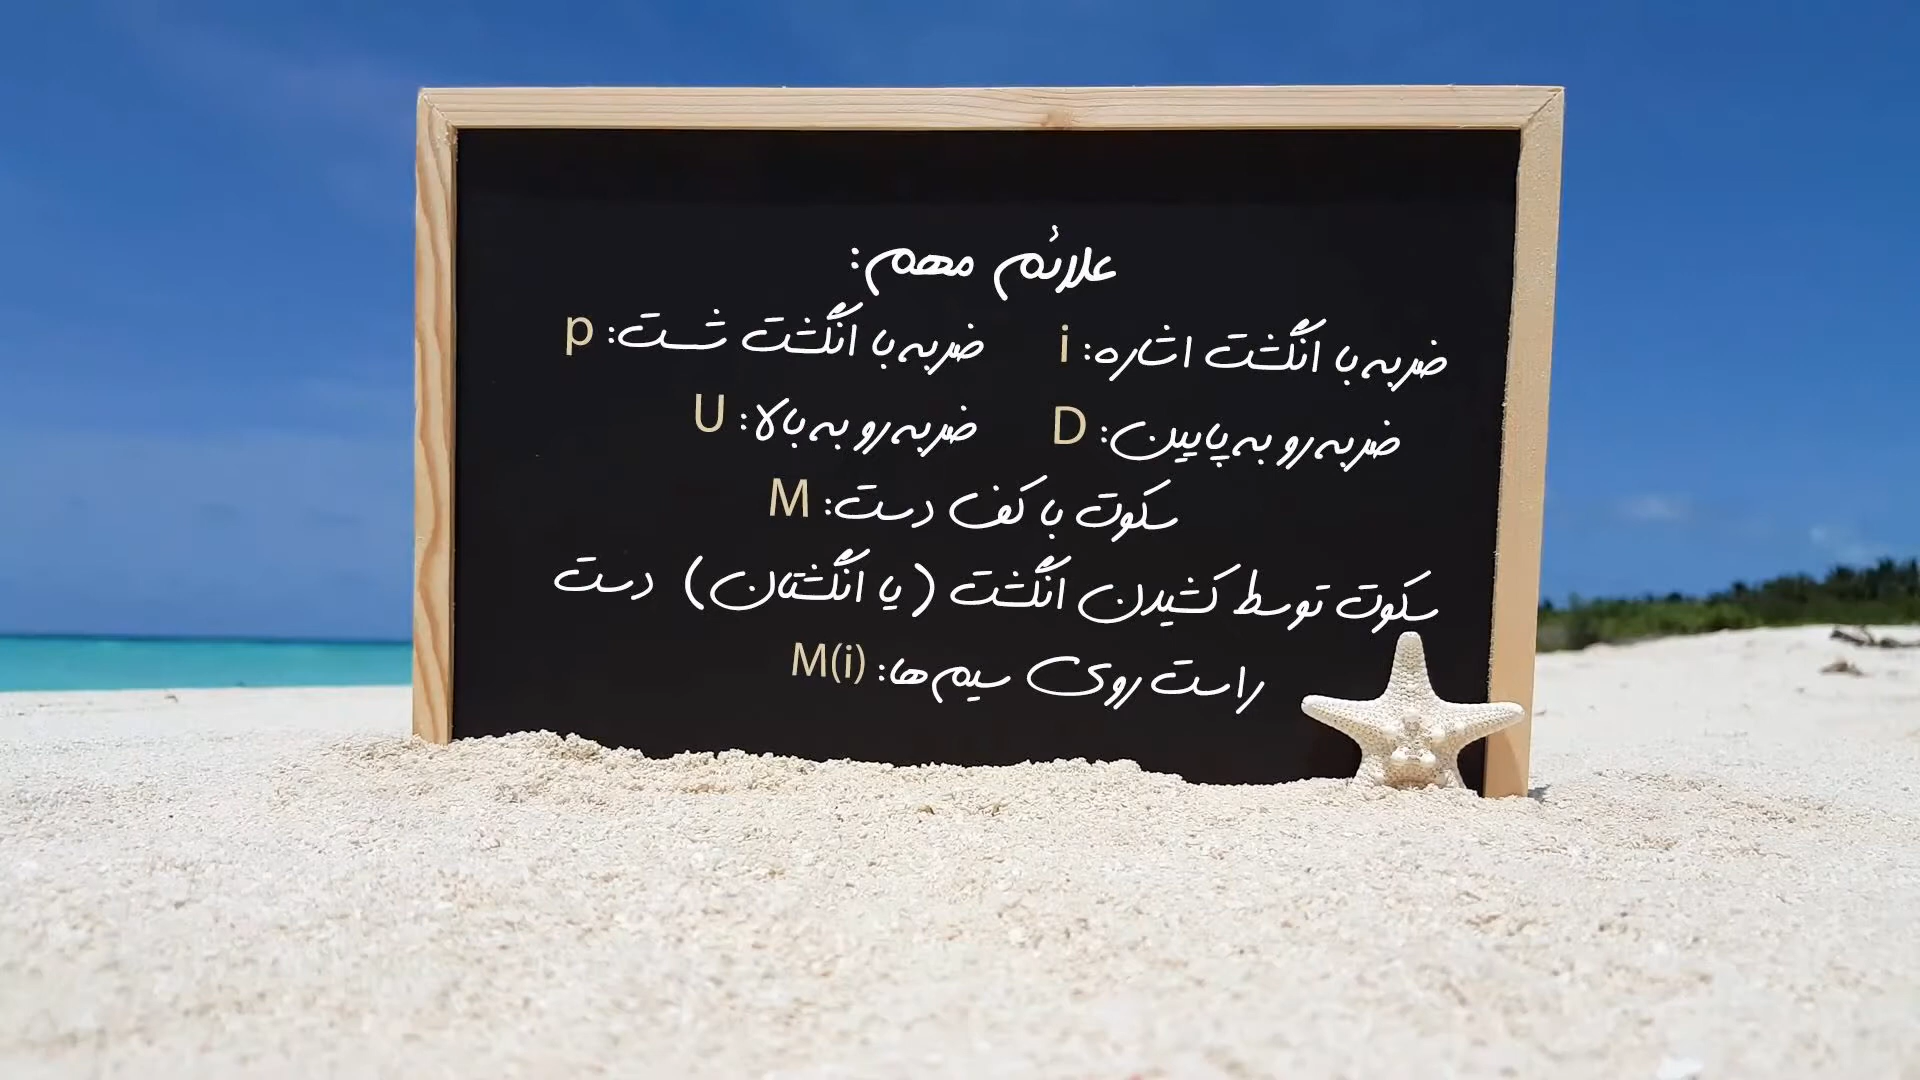 علائم مهم:
ضربه با انگشت اشاره: i ضربه با انگشت شست: p
ضربه رو به پایین: D ضربه رو به بالا: U
سکوت با کف دست: M
سکوت توسط کشیدن انگشت (یا انگشتان) دست
راست روی سیم‌ها: M(i)